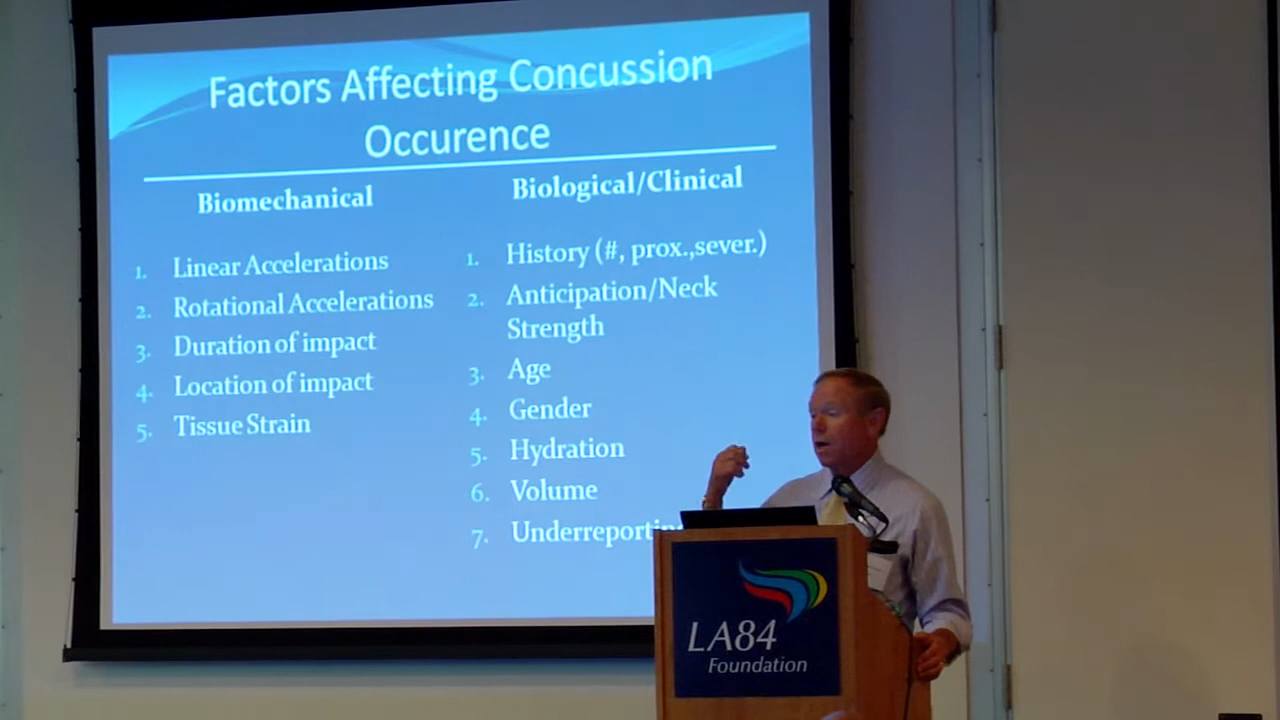 Factors Affecting Concussion
Occurence
Biomechanical
1. Linear Accelerations
2. Rotational Accelerations
3. Duration of impact
4. Location of impact
5. Tissue Strain
Biological/Clinical
1. History (#, prox.,sever.)
2. Anticipation/Neck
Strength
3. Age
4. Gender
5. Hydration
6. Volume
7.
LA84
Foundation